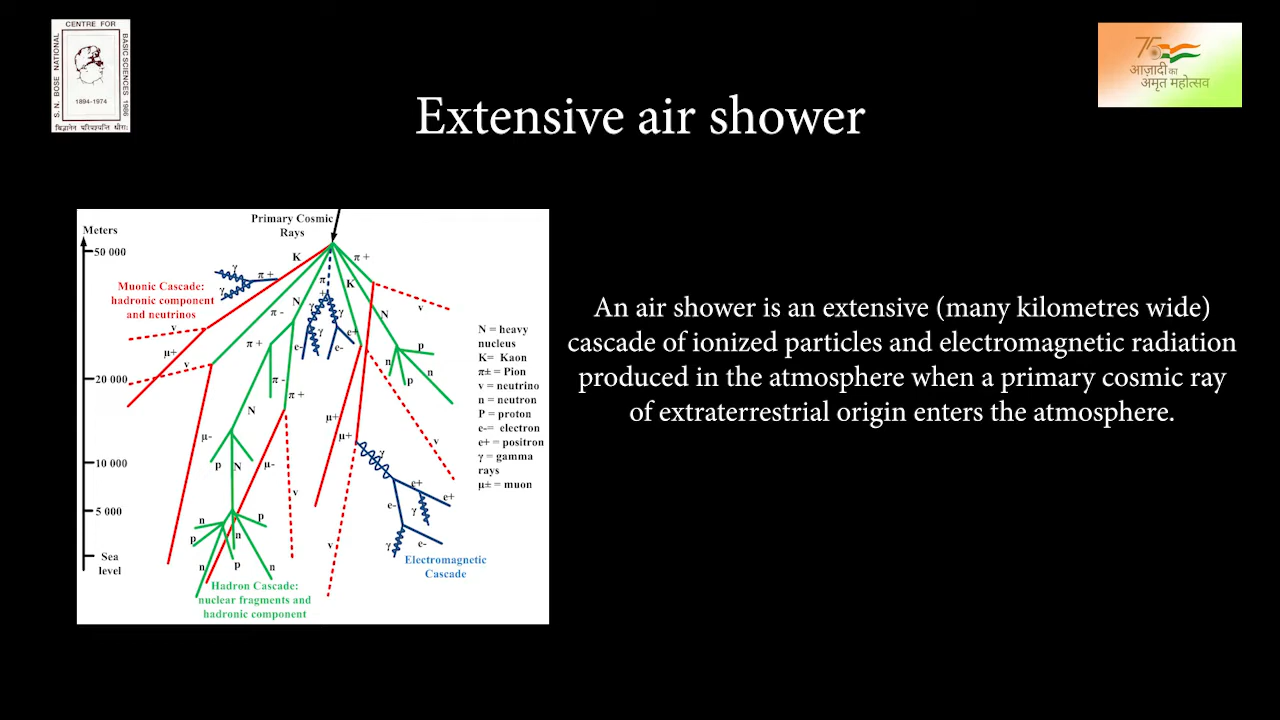 CENTRE FOR
S. N. BOSE NATIONAL
BASIC SCIENCES 1986
1894-1974
आज़ादी का
अमृत महोत्सव
Extensive air shower
Primary Cosmic
Rays
Meters
50 000
20 000
10 000
5 000
Sea
level
Muonic Cascade:
hadronic component
and neutrinos
K
π +
γ
π +
γ
π
K
N
γ
γ
N
π -
ν
ν
μ+
ν
γ
e+
e-
e-
π +
π -
π +
p
n
n
p
N
μ+
μ+
μ-
p
N
μ-
ν
ν
ν
γ
e+
e+
e-
γ
γ
e-
n
p
p
n
n
p
n
N = heavy
nucleus
K= Kaon
π± = Pion
ν = neutrino
n = neutron
P = proton
e-= electron
e+ = positron
γ = gamma
rays
μ± = muon
Electromagnetic
Cascade
Hadron Cascade:
nuclear fragments and
hadronic component
An air shower is an extensive (many kilometres wide)
cascade of ionized particles and electromagnetic radiation
produced in the atmosphere when a primary cosmic ray
of extraterrestrial origin enters the atmosphere.